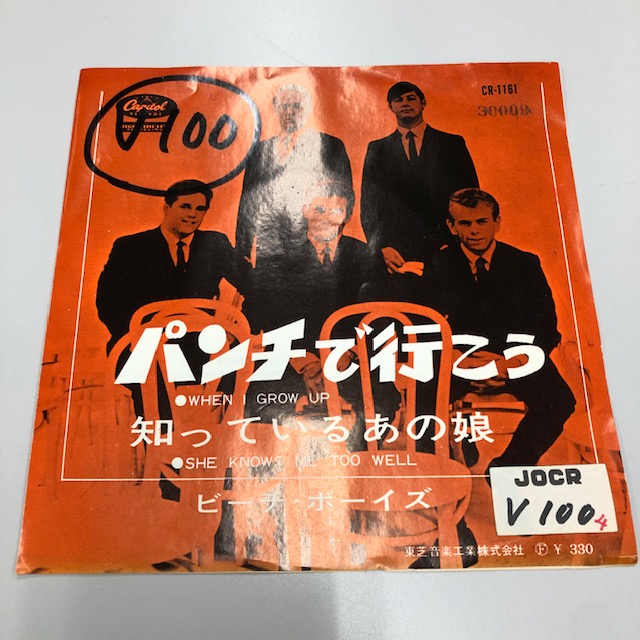 CR-1161
30009
Capitol
V100
パンチで行こう
●WHEN I GROW UP
知っているあの娘
●SHE KNOWS ME TOO WELL
ビーチ・ボーイズ
JOCR
V100
4
東芝音楽工業株式会社 Ⓕ ¥ 330